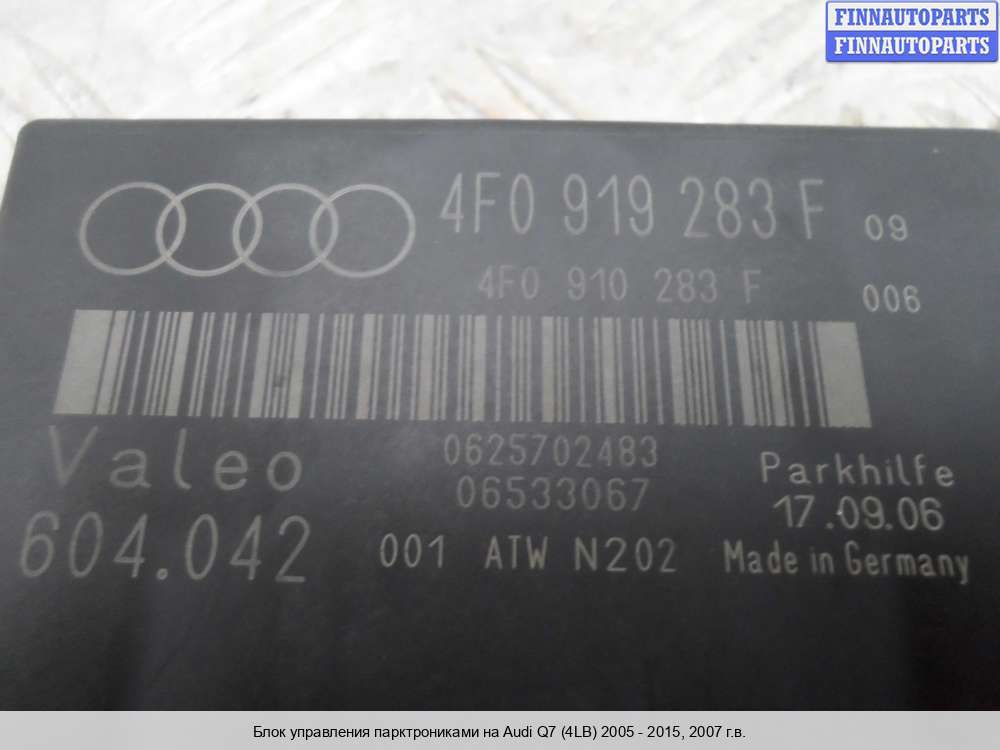 FINNAUTOPARTS
FINNAUTOPARTS
4F0 919 283 F 09
4F0 910 283 F 006
Valeo
0625702483
06533067
Parkhilfe
17.09.06
604.042
001 ATW N202
Made in Germany
Блок управления парктрониками на Audi Q7 (4LB) 2005 - 2015, 2007 г.в.